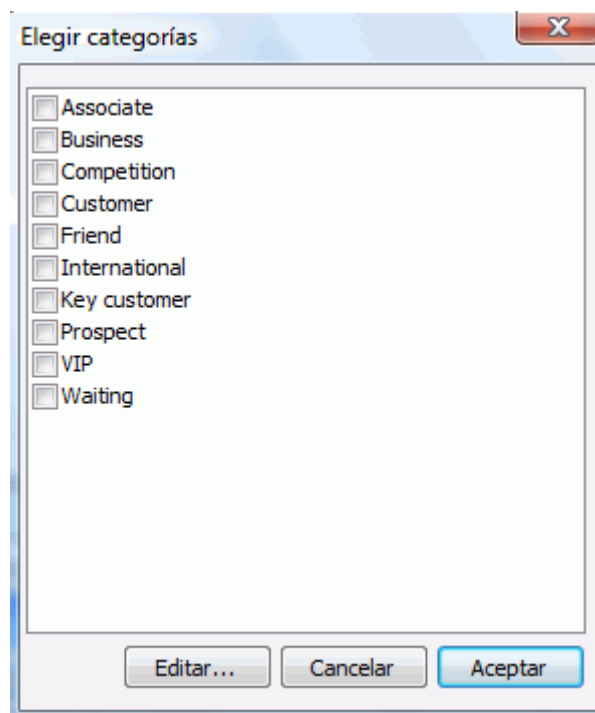 Elegir categorías
Associate
Business
Competition
Customer
Friend
International
Key customer
Prospect
VIP
Waiting
Editar... Cancelar Aceptar